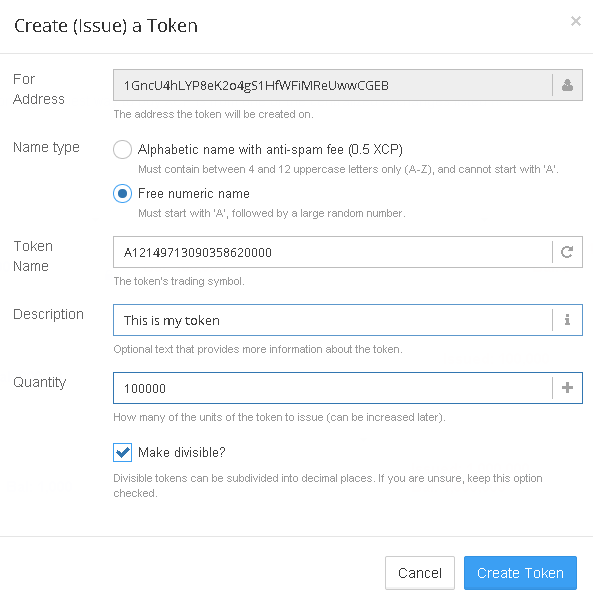 Create (Issue) a Token
×
For
Address
1GncU4hLYP8eK2o4gS1HfWFiMReUwwCGEB
The address the token will be created on.
Name type
Alphabetic name with anti-spam fee (0.5 XCP)
Must contain between 4 and 12 uppercase letters only (A-Z), and cannot start with 'A'.
Free numeric name
Must start with 'A', followed by a large random number.
Token
Name
A12149713090358620000
The token's trading symbol.
Description
This is my token
Optional text that provides more information about the token.
Quantity
100000
How many of the units of the token to issue (can be increased later).
Make divisible?
Divisible tokens can be subdivided into decimal places. If you are unsure, keep this option
checked.
Cancel
Create Token